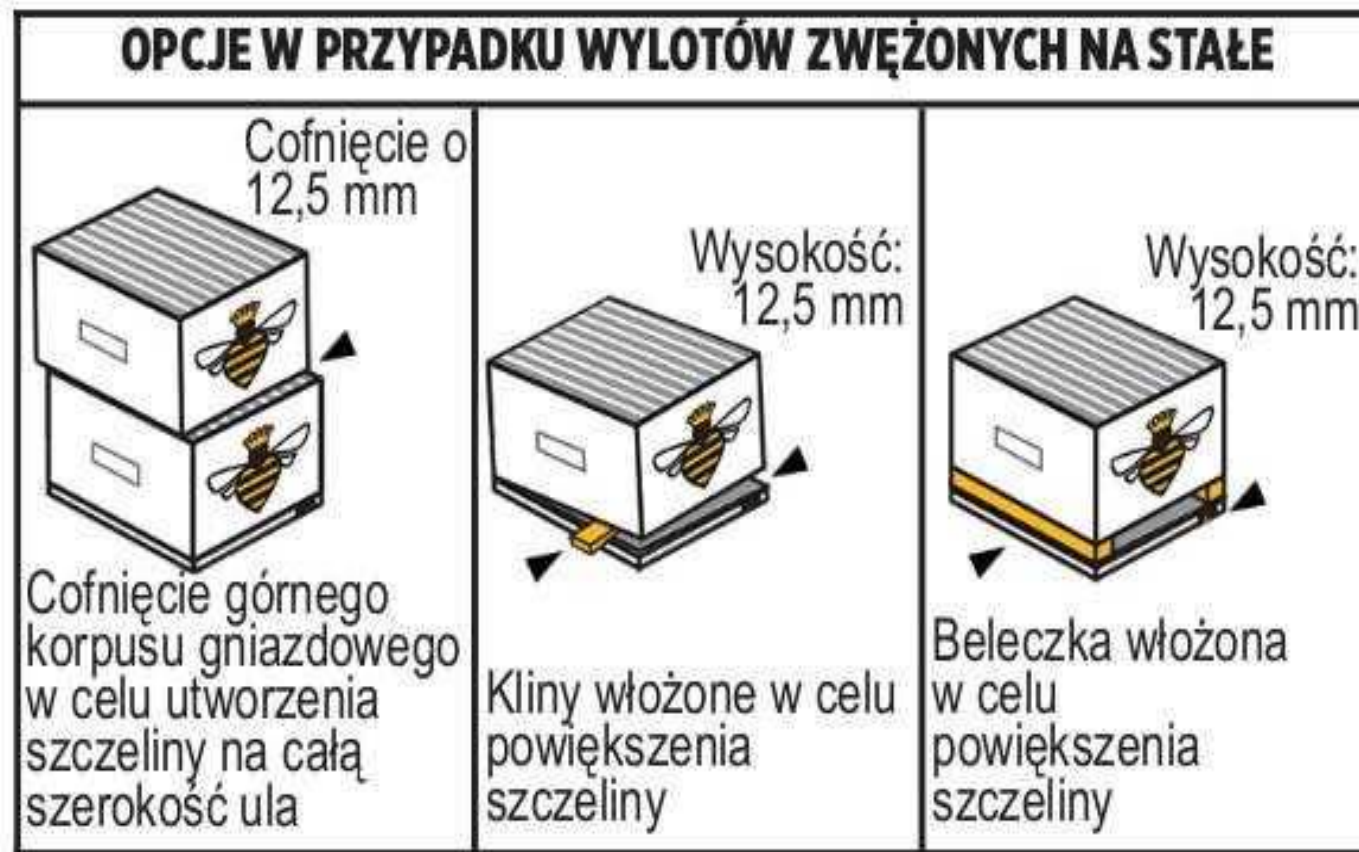 OPCJE W PRZYPADKU WYLOTÓW ZWĘŻONYCH NA STAŁE
Cofnięcie o
12,5 mm
Cofnięcie górnego
korpusu gniazdowego
w celu utworzenia
szczeliny na całą
szerokość ula
Wysokość:
12,5 mm
Kliny włożone w celu
powiększenia
szczeliny
Wysokość:
12,5 mm
Beleczka włożona
w celu
powiększenia
szczeliny